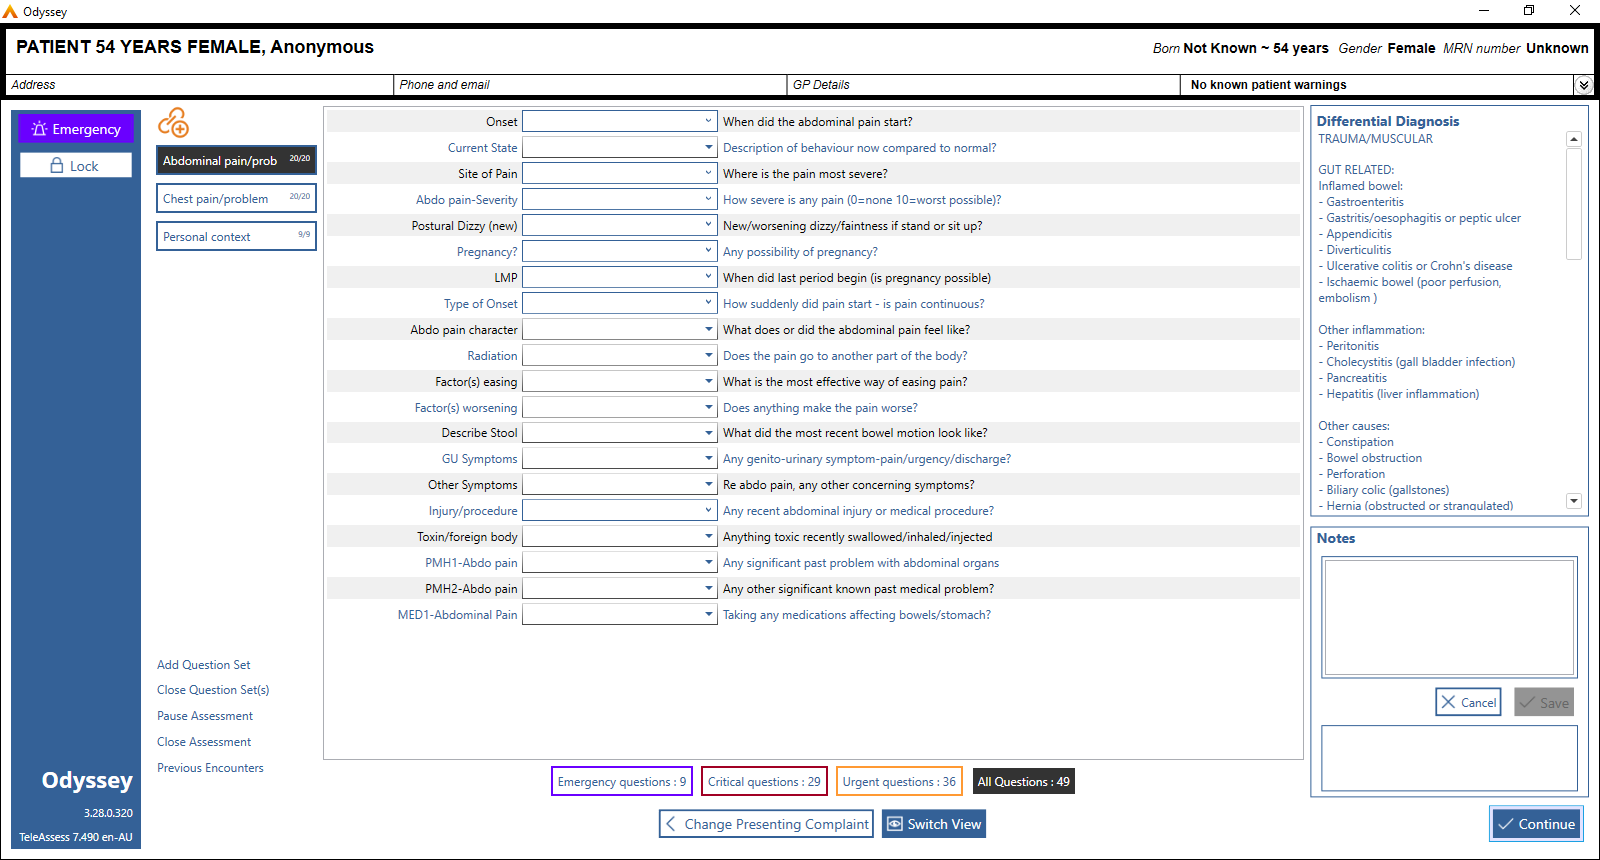 Odyssey
PATIENT 54 YEARS FEMALE, Anonymous
Born Not Known ~ 54 years Gender Female MRN number Unknown
Address
Phone and email
GP Details
No known patient warnings
Emergency
Lock
Abdominal pain/prob 20/20
Chest pain/problem 20/20
Personal context 9/9
Add Question Set
Close Question Set(s)
Pause Assessment
Close Assessment
Previous Encounters
Odyssey
3.28.0.320
TeleAssess 7.490 en-AU
Onset When did the abdominal pain start?
Current State Description of behaviour now compared to normal?
Site of Pain Where is the pain most severe?
Abdo pain-Severity How severe is any pain (0=none 10=worst possible)?
Postural Dizzy (new) New/worsening dizzy/faintness if stand or sit up?
Pregnancy? Any possibility of pregnancy?
LMP When did last period begin (is pregnancy possible)
Type of Onset How suddenly did pain start - is pain continuous?
Abdo pain character What does or did the abdominal pain feel like?
Radiation Does the pain go to another part of the body?
Factor(s) easing What is the most effective way of easing pain?
Factor(s) worsening Does anything make the pain worse?
Describe Stool What did the most recent bowel motion look like?
GU Symptoms Any genito-urinary symptom-pain/urgency/discharge?
Other Symptoms Re abdo pain, any other concerning symptoms?
Injury/procedure Any recent abdominal injury or medical procedure?
Toxin/foreign body Anything toxic recently swallowed/inhaled/injected
PMH1-Abdo pain Any significant past problem with abdominal organs
PMH2-Abdo pain Any other significant known past medical problem?
MED1-Abdominal Pain Taking any medications affecting bowels/stomach?
Emergency questions : 9
Critical questions : 29
Urgent questions : 36
All Questions : 49
Change Presenting Complaint
Switch View
Differential Diagnosis
TRAUMA/MUSCULAR
GUT RELATED:
Inflamed bowel:
- Gastroenteritis
- Gastritis/oesophagitis or peptic ulcer
- Appendicitis
- Diverticulitis
- Ulcerative colitis or Crohn's disease
- Ischaemic bowel (poor perfusion,
embolism )
Other inflammation:
- Peritonitis
- Cholecystitis (gall bladder infection)
- Pancreatitis
- Hepatitis (liver inflammation)
Other causes:
- Constipation
- Bowel obstruction
- Perforation
- Biliary colic (gallstones)
- Hernia (obstructed or strangulated)
Notes
Cancel
Save
Continue